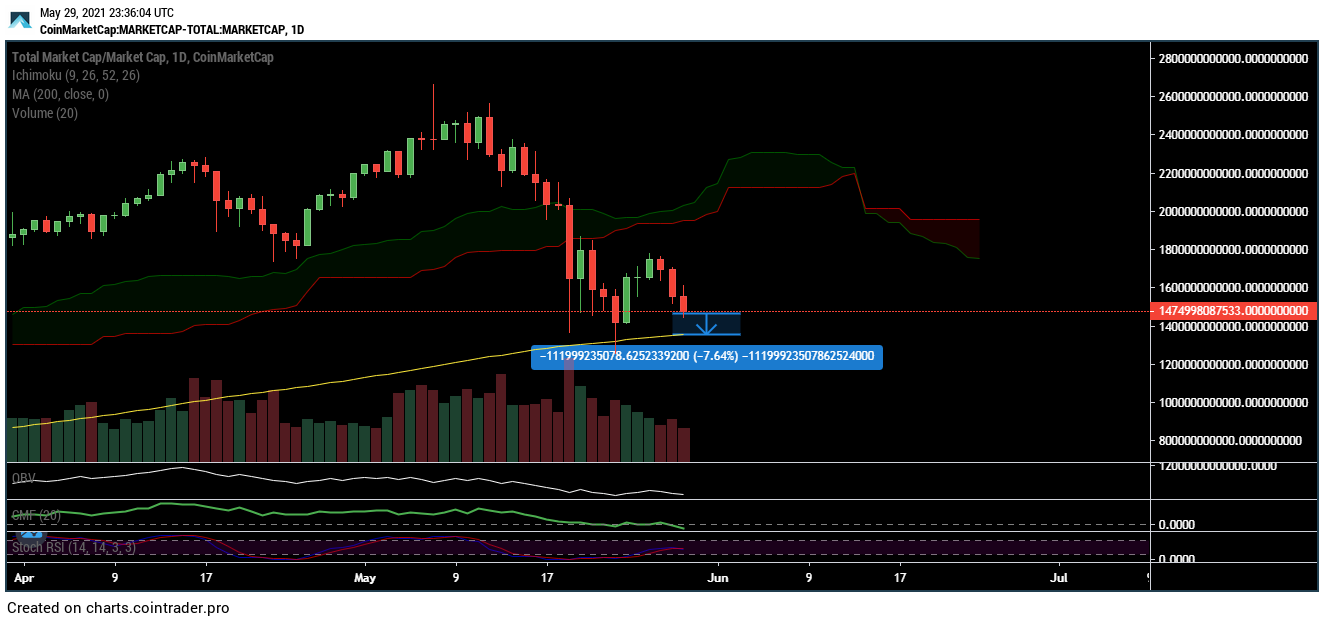 May 29, 2021 23:36:04 UTC
CoinMarketCap:MARKETCAP-TOTAL:MARKETCAP, 1D
Total Market Cap/Market Cap, 1D, CoinMarketCap
Ichimoku (9, 26, 52, 26)
MA (200, close, 0)
Volume (20)
2800000000000.0000000000
2600000000000.0000000000
2400000000000.0000000000
2200000000000.0000000000
2000000000000.0000000000
1800000000000.0000000000
1600000000000.0000000000
1474998087533.0000000000
1400000000000.0000000000
−111999235078.6252339200 (−7.64%) −11199923507862524000
1200000000000.0000000000
1000000000000.0000000000
800000000000.0000000000
OBV
12000000000000.0000
CMF (20)
0.0000
Stoch RSI (14, 14, 3, 3)
0.0000
Apr 9 17 May 9 17 Jun 9 17 Jul
Created on charts.cointrader.pro